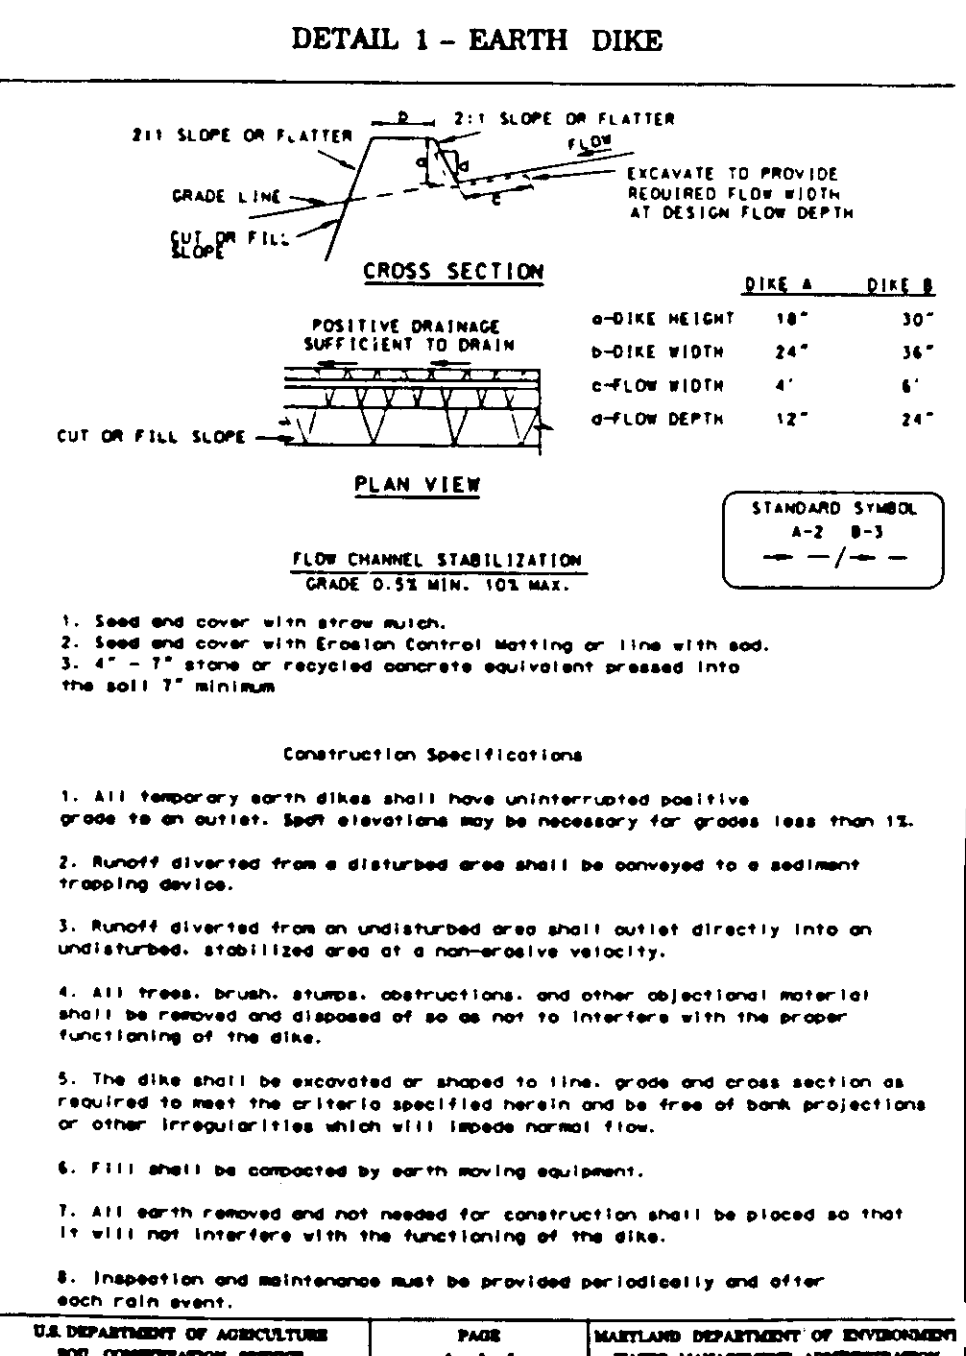 DETAIL 1 - EARTH DIKE
b
2:1 SLOPE OR FLATTER
2:1 SLOPE OR FLATTER
FLOW
a
d
EXCAVATE TO PROVIDE
REQUIRED FLOW WIDTH
AT DESIGN FLOW DEPTH
GRADE LINE
c
CUT OR FILL
SLOPE
CROSS SECTION
DIKE A DIKE B
a-DIKE HEIGHT 18" 30"
b-DIKE WIDTH 24" 36"
c-FLOW WIDTH 4' 6'
d-FLOW DEPTH 12" 24"
POSITIVE DRAINAGE
SUFFICIENT TO DRAIN
CUT OR FILL SLOPE
PLAN VIEW
STANDARD SYMBOL
A-2 B-3
/
FLOW CHANNEL STABILIZATION
GRADE 0.5% MIN. 10% MAX.
1. Seed and cover with straw mulch.
2. Seed and cover with Erosion Control Matting or line with sod.
3. 4" - 7" stone or recycled concrete equivalent pressed into
the soil 7" minimum
Construction Specifications
1. All temporary earth dikes shall have uninterrupted positive
grade to an outlet. Spot elevations may be necessary for grades less than 1%.
2. Runoff diverted from a disturbed area shall be conveyed to a sediment
trapping device.
3. Runoff diverted from an undisturbed area shall outlet directly into an
undisturbed, stabilized area at a non-erosive velocity.
4. All trees, brush, stumps, obstructions, and other objectional material
shall be removed and disposed of so as not to interfere with the proper
functioning of the dike.
5. The dike shall be excavated or shaped to line, grade and cross section as
required to meet the criteria specified herein and be free of bank projections
or other irregularities which will impede normal flow.
6. Fill shall be compacted by earth moving equipment.
7. All earth removed and not needed for construction shall be placed so that
it will not interfere with the functioning of the dike.
8. Inspection and maintenance must be provided periodically and after
each rain event.
U.S. DEPARTMENT OF AGRICULTURE
PAGE
MARYLAND DEPARTMENT OF ENVIRONMENT